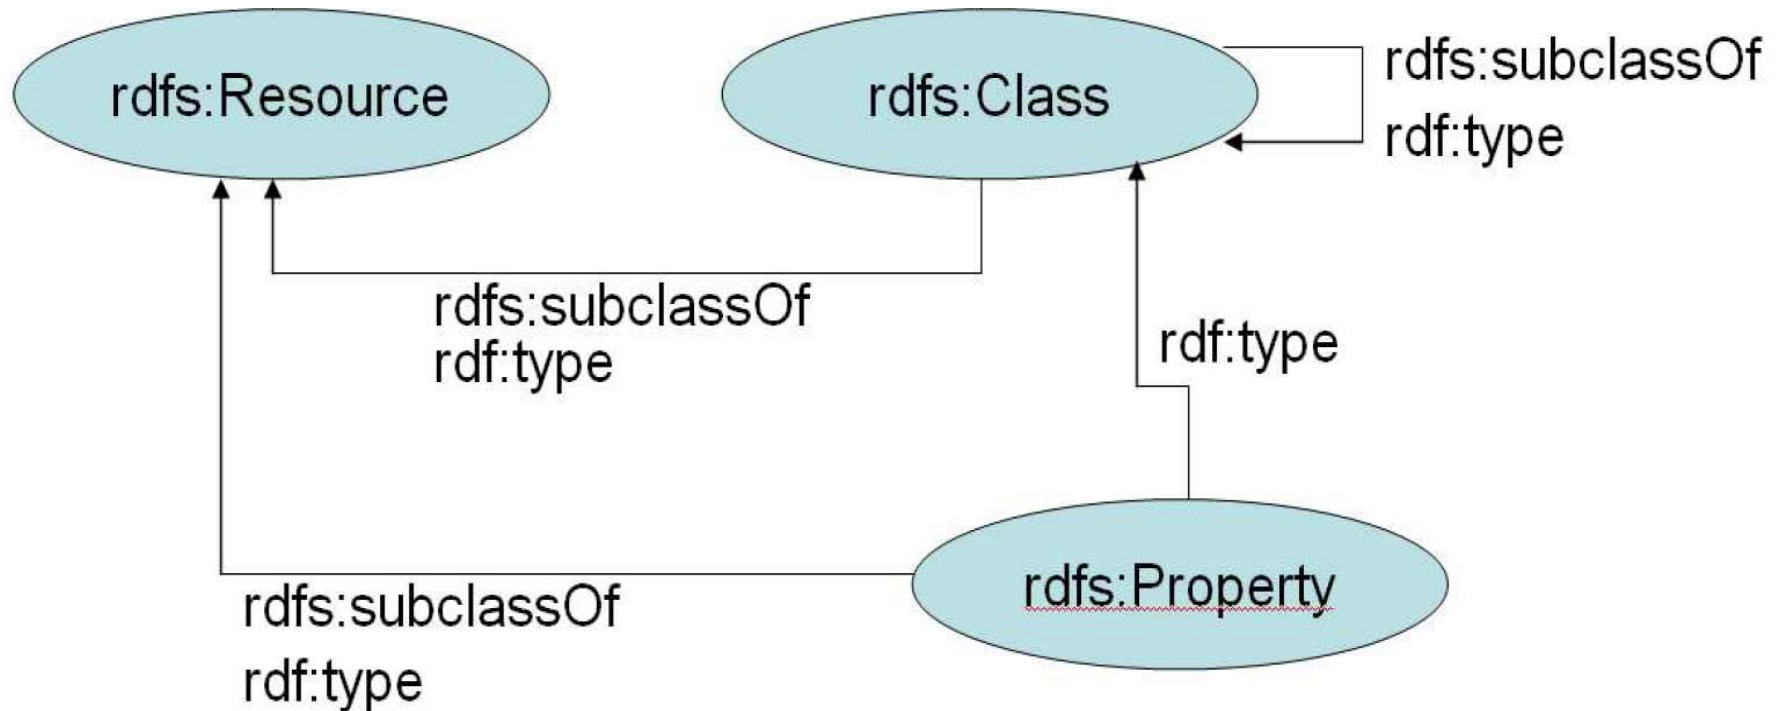 rdfs:Resource
rdfs:Class
rdfs:subclassOf
rdf:type
rdfs:subclassOf
rdf:type
rdf:type
rdfs:Property
rdfs:subclassOf
rdf:type